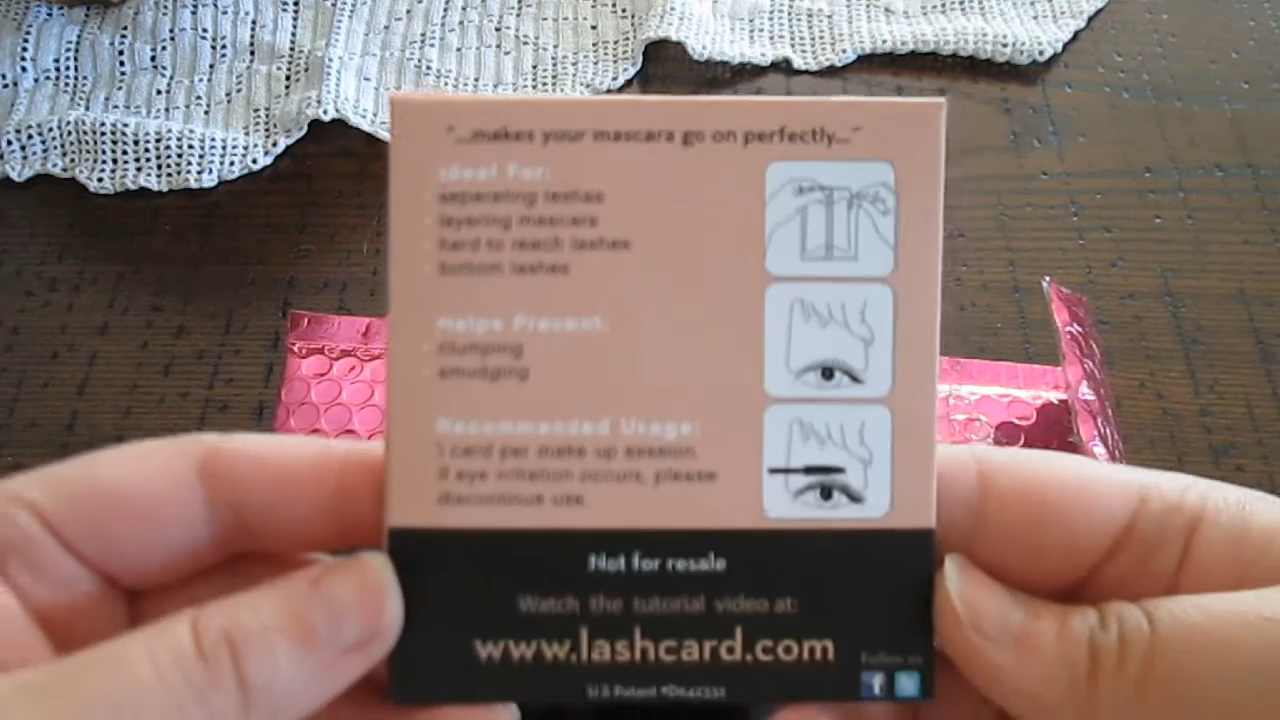 "...makes your mascara go on perfectly..."
Ideal For:
separating lashes
layering mascara
hard to reach lashes
bottom lashes
Helps Prevent:
clumping
smudging
Recommended Usage:
1 card per make up session.
If eye irritation occurs, please
discontinue use.
Not for resale
Watch the tutorial video at:
www.lashcard.com
Follow us
US Patent